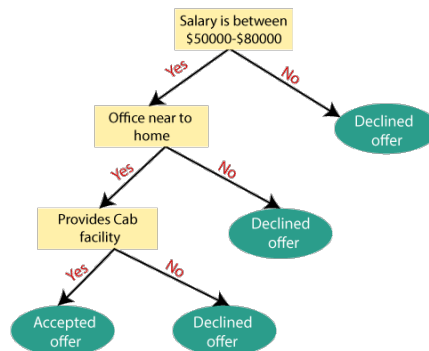 Salary is between
$50000-$80000
Yes
No
Office near to
home
Declined
offer
Yes
No
Provides Cab
facility
Declined
offer
Yes
No
Accepted
offer
Declined
offer